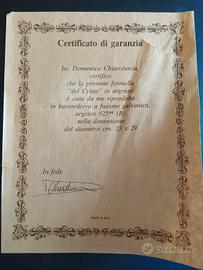 Certificato di garanzia
Io, Domenico Chiarolanza,
certifico
che la presente formella
"del Cristo" in argento
è stata da me riprodotta
in bassorilievo a fusione galvanica,
argento 925°°° (R)
nella dimensione
del diametro cm. 23 x 29
In fede
Made in Italy
subito